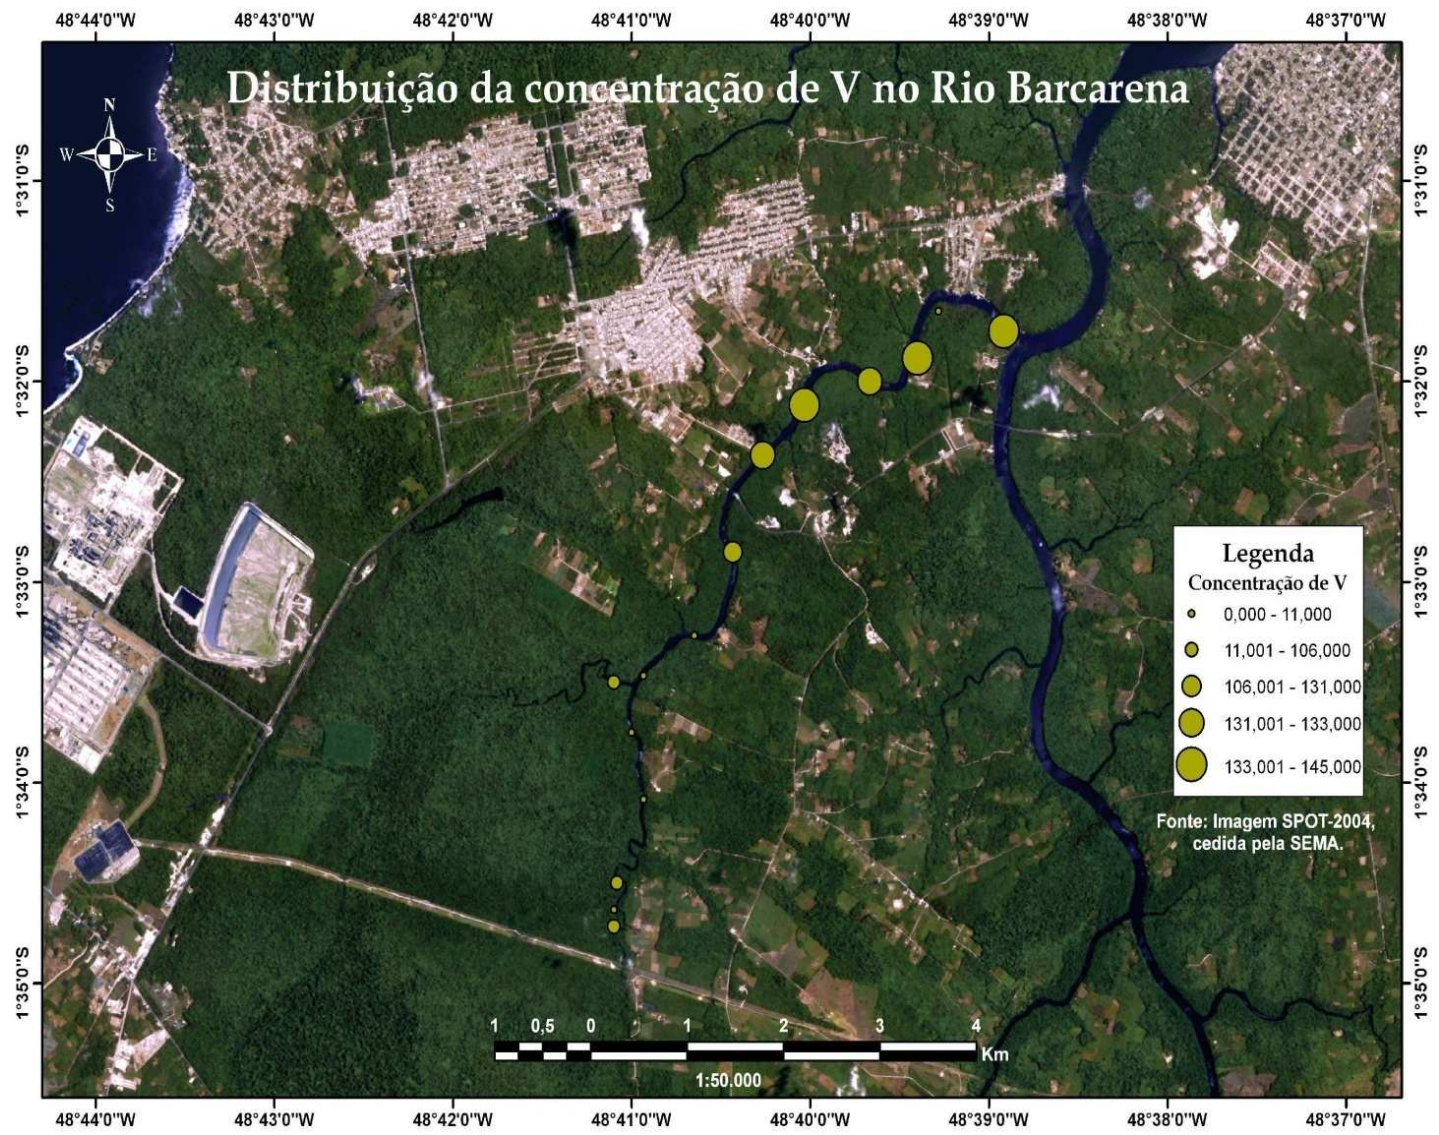 48°44'0"W 48°43'0"W 48°42'0"W 48°41'0"W 48°40'0"W 48°39'0"W 48°38'0"W 48°37'0"W
Distribuição da concentração de V no Rio Barcarena
N
W E
S
1°31'0"S 1°31'0"S
1°32'0"S 1°32'0"S
1°33'0"S 1°33'0"S
1°34'0"S 1°34'0"S
1°35'0"S 1°35'0"S
Legenda
Concentração de V
0,000 - 11,000
11,001 - 106,000
106,001 - 131,000
131,001 - 133,000
133,001 - 145,000
Fonte: Imagem SPOT-2004,
cedida pela SEMA.
1 0,5 0 1 2 3 4
Km
1:50.000
48°44'0"W 48°43'0"W 48°42'0"W 48°41'0"W 48°40'0"W 48°39'0"W 48°38'0"W 48°37'0"W